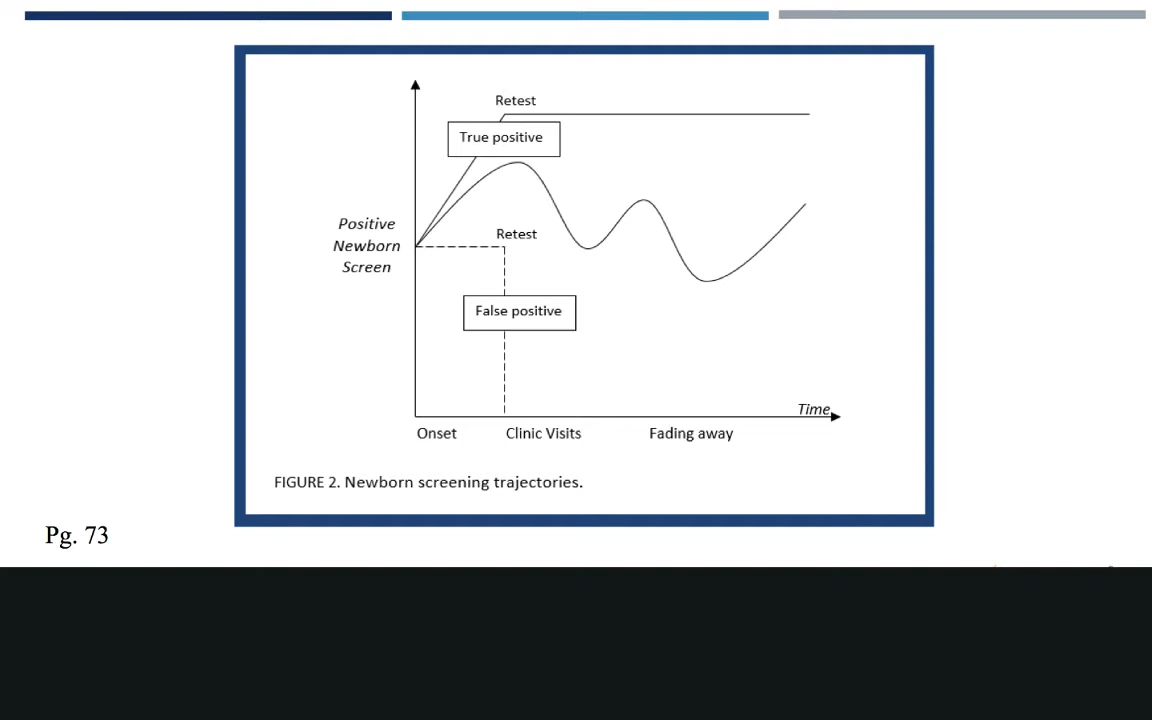 Retest
True positive
Positive
Newborn
Screen
Retest
False positive
Time
Onset
Clinic Visits
Fading away
FIGURE 2. Newborn screening trajectories.
Pg. 73